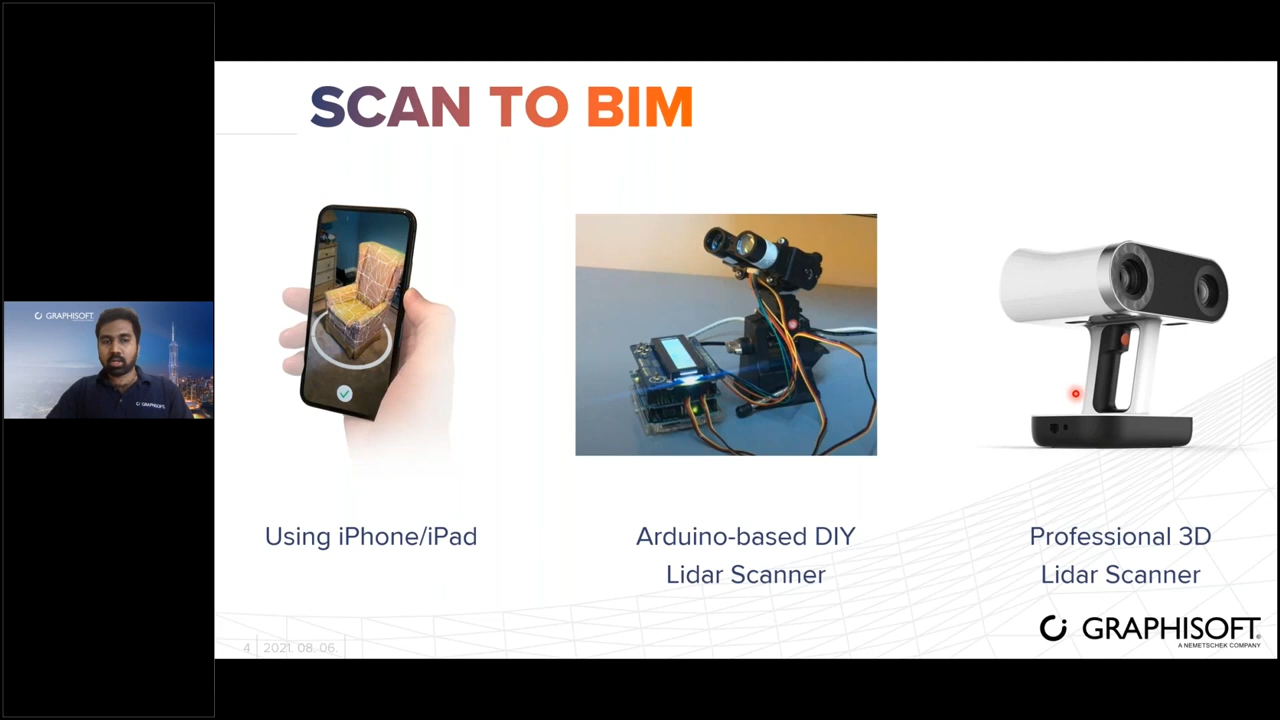 SCAN TO BIM
GRAPHISOFT
GRAPHISOFT
Using iPhone/iPad
Arduino-based DIY
Lidar Scanner
Professional 3D
Lidar Scanner
GRAPHISOFT
A NEMETSCHEK COMPANY
4 2021. 08. 06.